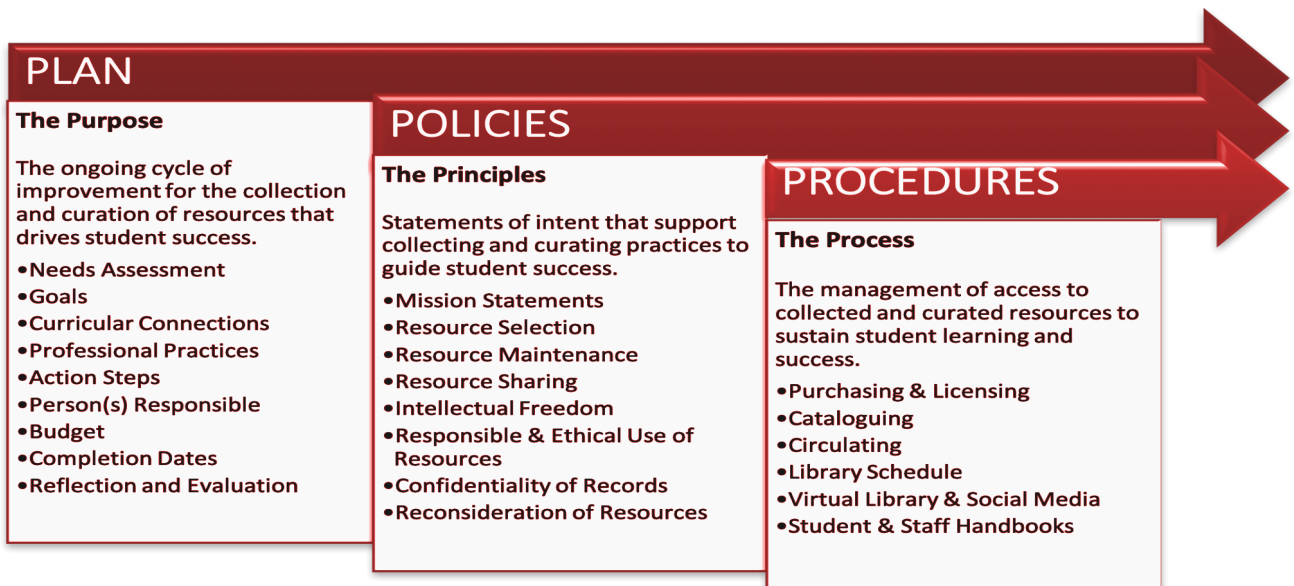 PLAN
The Purpose
The ongoing cycle of
improvement for the collection
and curation of resources that
drives student success.
•Needs Assessment
•Goals
•Curricular Connections
•Professional Practices
•Action Steps
•Person(s) Responsible
•Budget
•Completion Dates
•Reflection and Evaluation
POLICIES
The Principles
Statements of intent that support
collecting and curating practices to
guide student success.
•Mission Statements
•Resource Selection
•Resource Maintenance
•Resource Sharing
•Intellectual Freedom
•Responsible & Ethical Use of
Resources
•Confidentiality of Records
•Reconsideration of Resources
PROCEDURES
The Process
The management of access to
collected and curated resources to
sustain student learning and
success.
•Purchasing & Licensing
•Cataloguing
•Circulating
•Library Schedule
•Virtual Library & Social Media
•Student & Staff Handbooks